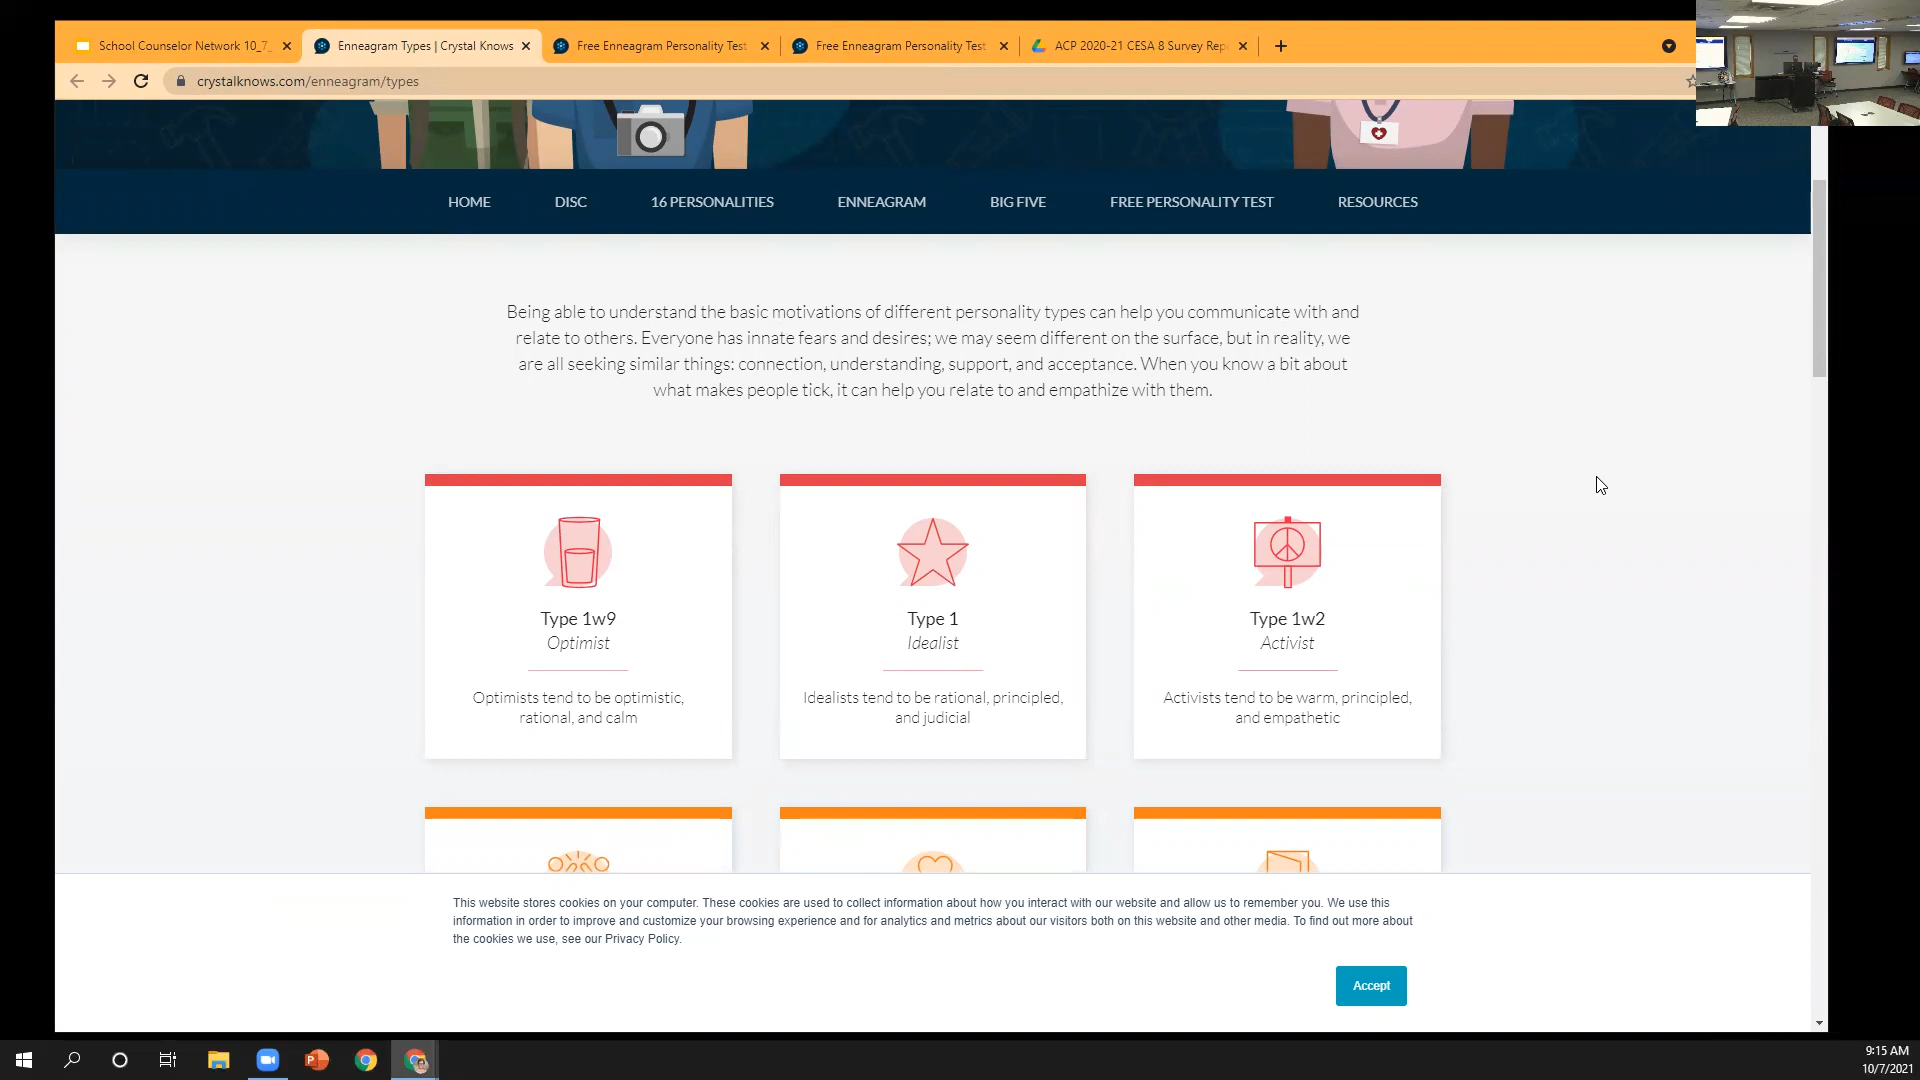 School Counselor Network 10_7_
Enneagram Types | Crystal Knows
Free Enneagram Personality Test
Free Enneagram Personality Test
ACP 2020-21 CESA 8 Survey Rep
crystalknows.com/enneagram/types
HOME
DISC
16 PERSONALITIES
ENNEAGRAM
BIG FIVE
FREE PERSONALITY TEST
RESOURCES
Being able to understand the basic motivations of different personality types can help you communicate with and
relate to others. Everyone has innate fears and desires; we may seem different on the surface, but in reality, we
are all seeking similar things: connection, understanding, support, and acceptance. When you know a bit about
what makes people tick, it can help you relate to and empathize with them.
Type 1w9
Optimist
Optimists tend to be optimistic,
rational, and calm
Type 1
Idealist
Idealists tend to be rational, principled,
and judicial
Type 1w2
Activist
Activists tend to be warm, principled,
and empathetic
This website stores cookies on your computer. These cookies are used to collect information about how you interact with our website and allow us to remember you. We use this
information in order to improve and customize your browsing experience and for analytics and metrics about our visitors both on this website and other media. To find out more about
the cookies we use, see our Privacy Policy.
Accept
9:15 AM
10/7/2021